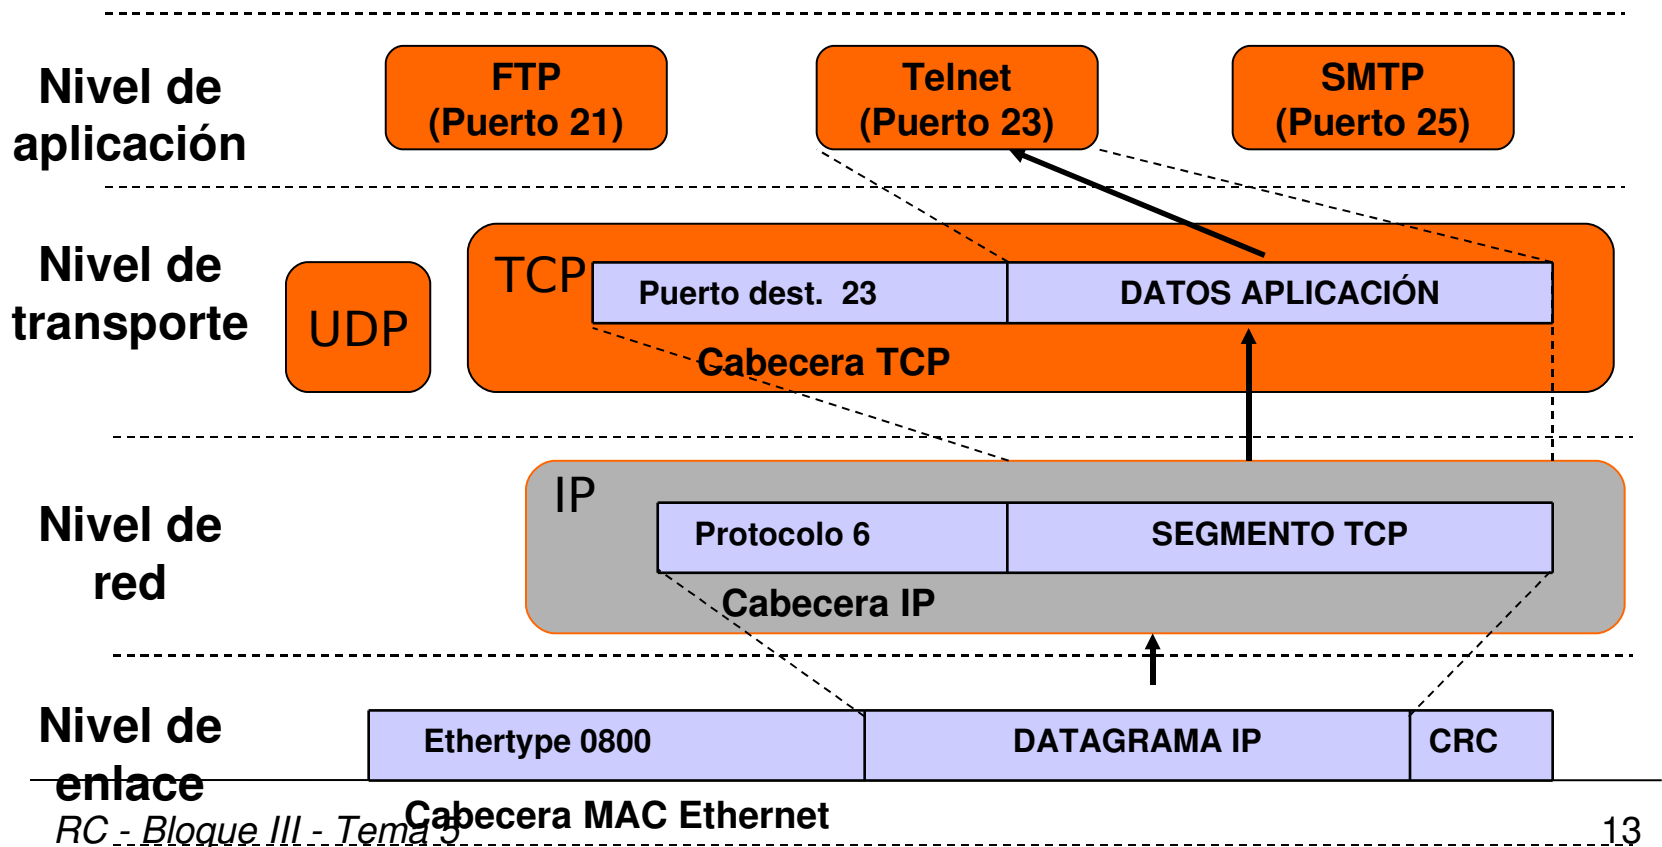 Nivel de
aplicación
FTP
(Puerto 21)
Telnet
(Puerto 23)
SMTP
(Puerto 25)
Nivel de
transporte
UDP
TCP
Puerto dest. 23
DATOS APLICACIÓN
Cabecera TCP
Nivel de
red
IP
Protocolo 6
SEGMENTO TCP
Cabecera IP
Nivel de
enlace
Ethertype 0800
DATAGRAMA IP
CRC
Cabecera MAC Ethernet
RC - Bloque III - Tema 5
13